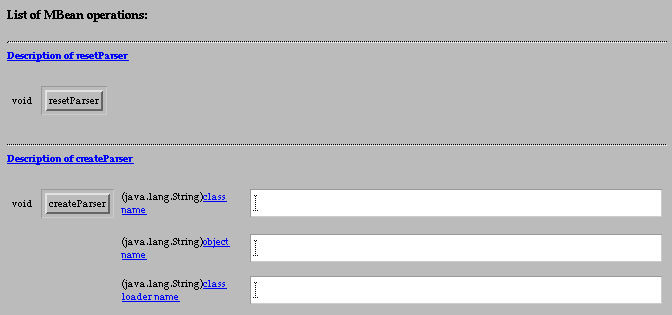 List of MBean operations:
Description of resetParser
void resetParser
Description of createParser
void createParser (java.lang.String)class
name
(java.lang.String)object
name
(java.lang.String)class
loader name